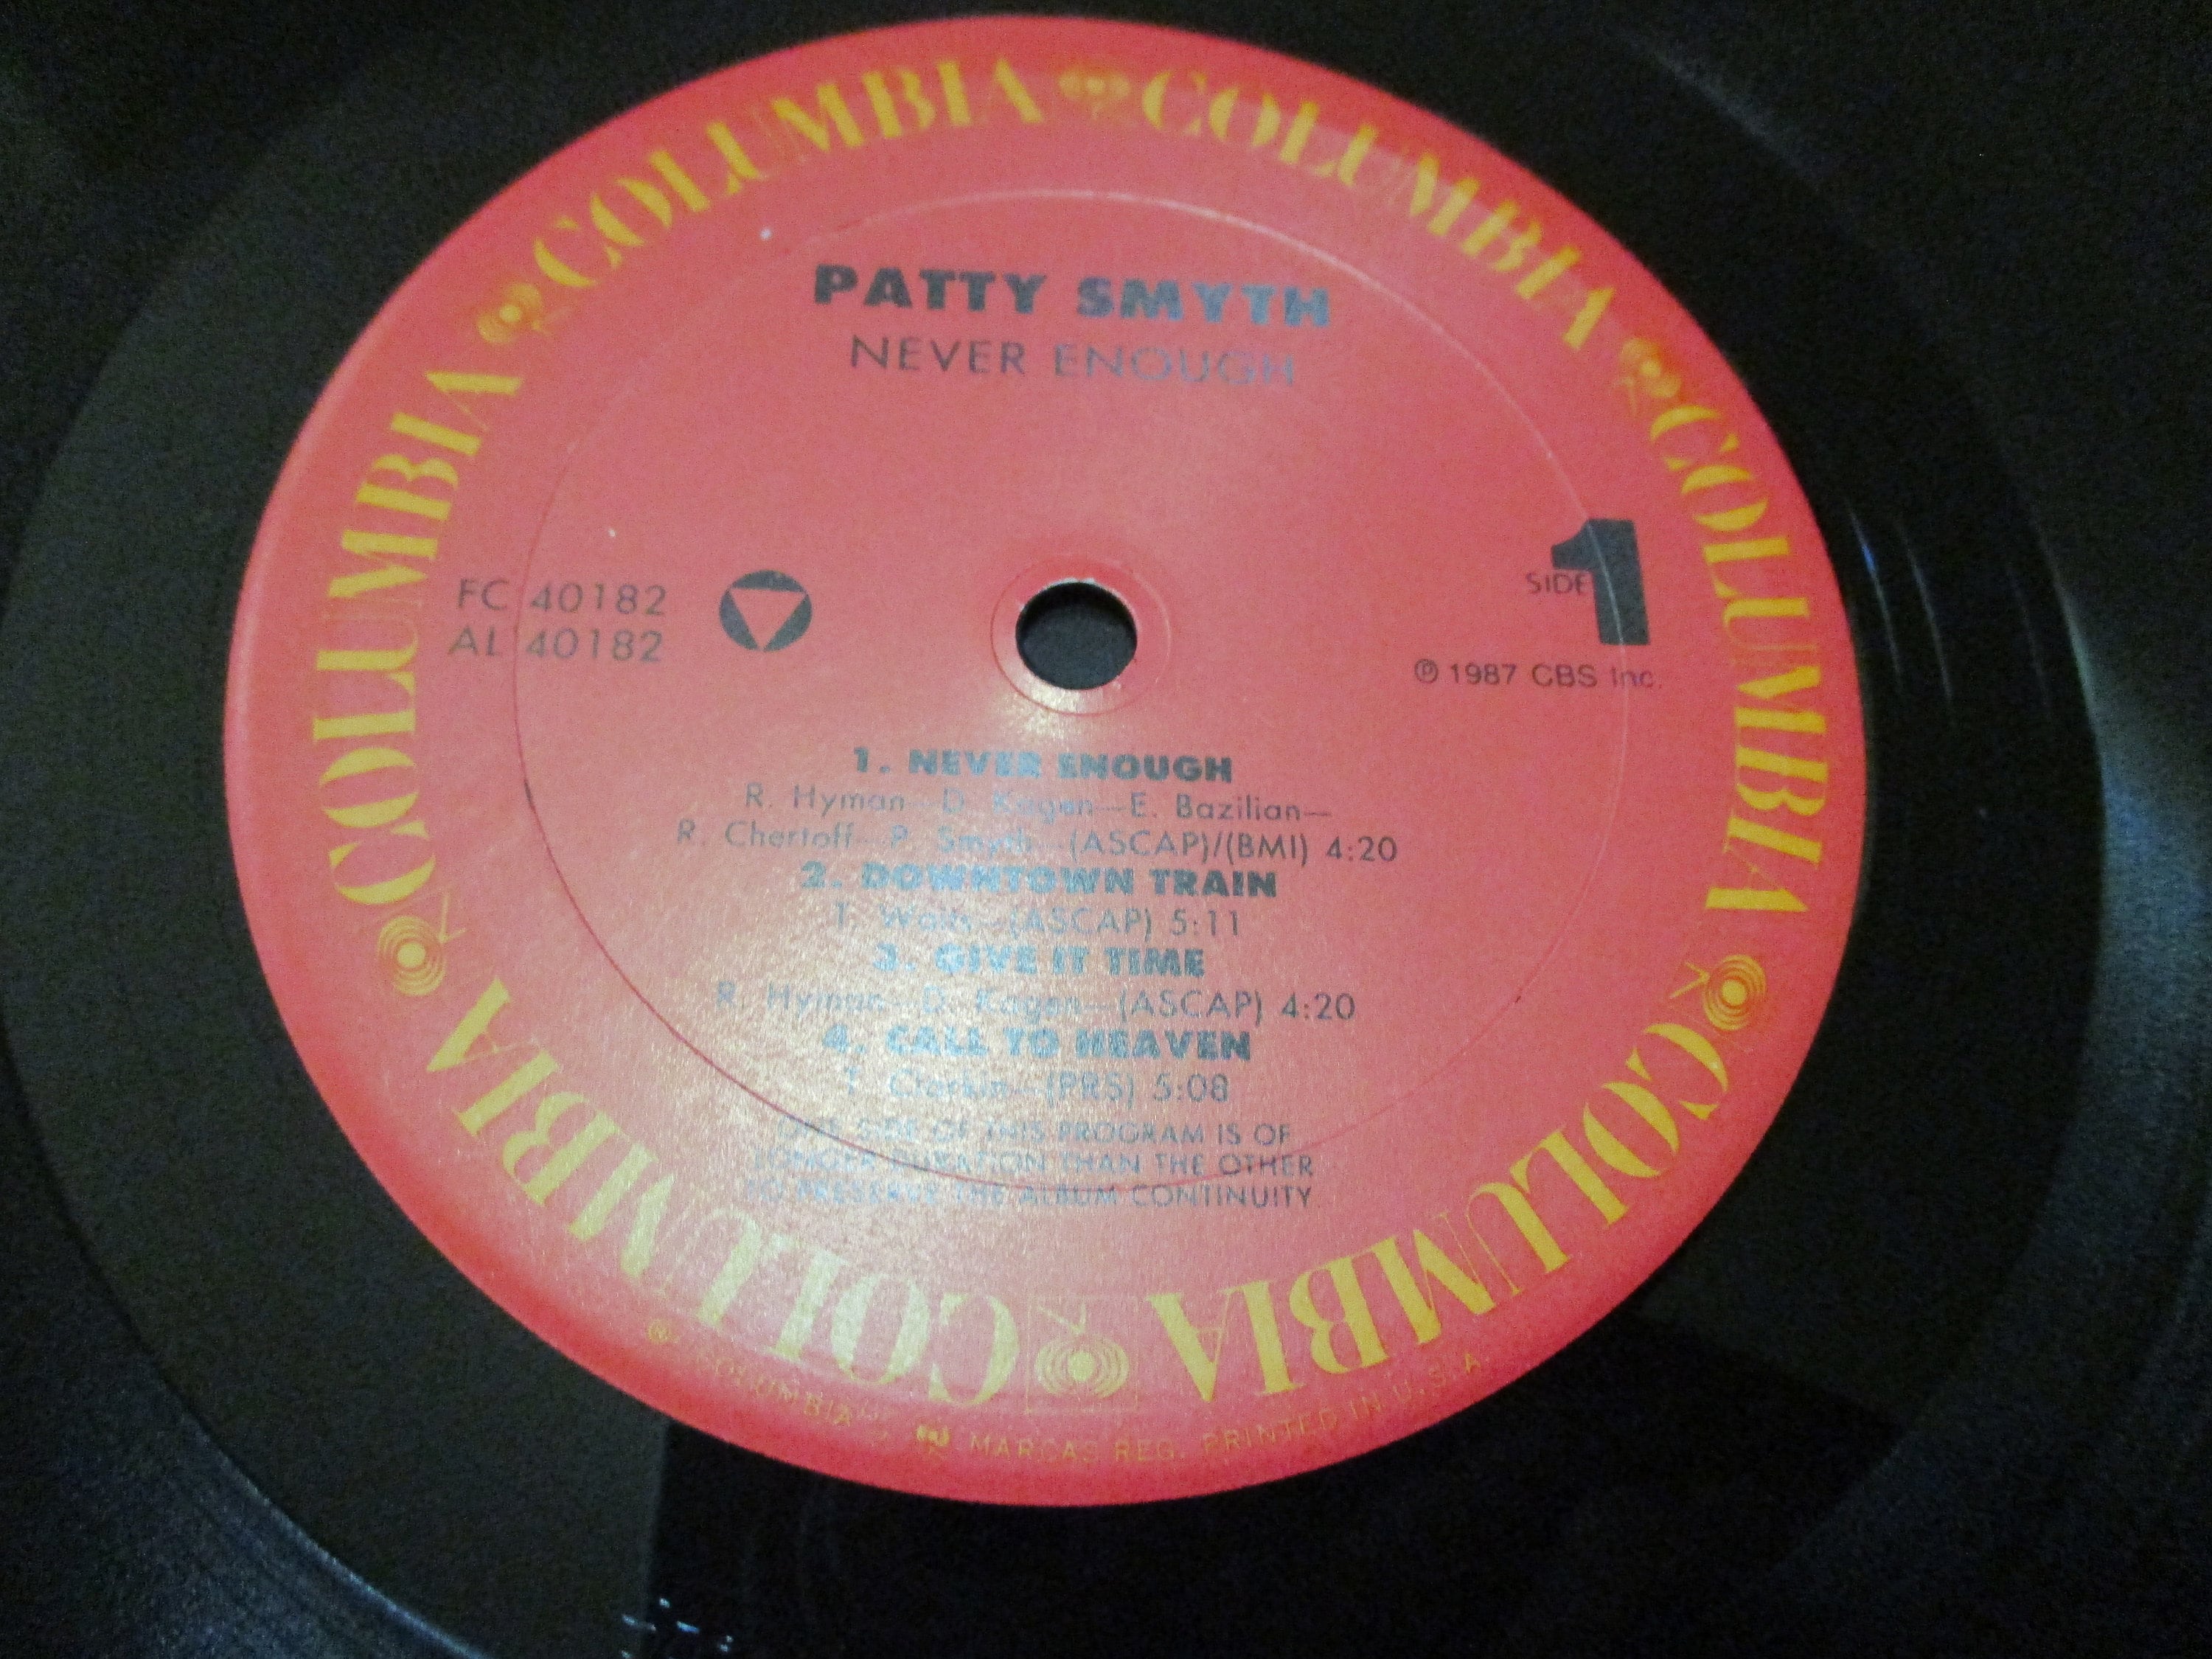 COLUMBIA COLUMBIA COLUMBIA COLUMBIA COLUMBIA COLUMBIA
PATTY SMYTH
NEVER ENOUGH
FC 40182
AL 40182
SIDE 1
℗ 1987 CBS Inc.
1. NEVER ENOUGH
R. Hyman—D. Kagen—E. Bazilian—
R. Chertoff—P. Smyth—(ASCAP)/(BMI) 4:20
2. DOWNTOWN TRAIN
T. Waits—(ASCAP) 5:11
3. GIVE IT TIME
R. Hyman—D. Kagen—(ASCAP) 4:20
4. CALL TO HEAVEN
T. (PRS) 5:08
ONE SIDE OF THIS PROGRAM IS OF
LONGER DURATION THAN THE OTHER
TO PRESERVE THE ALBUM CONTINUITY
® COLUMBIA, MARCAS REG. PRINTED IN U.S.A.